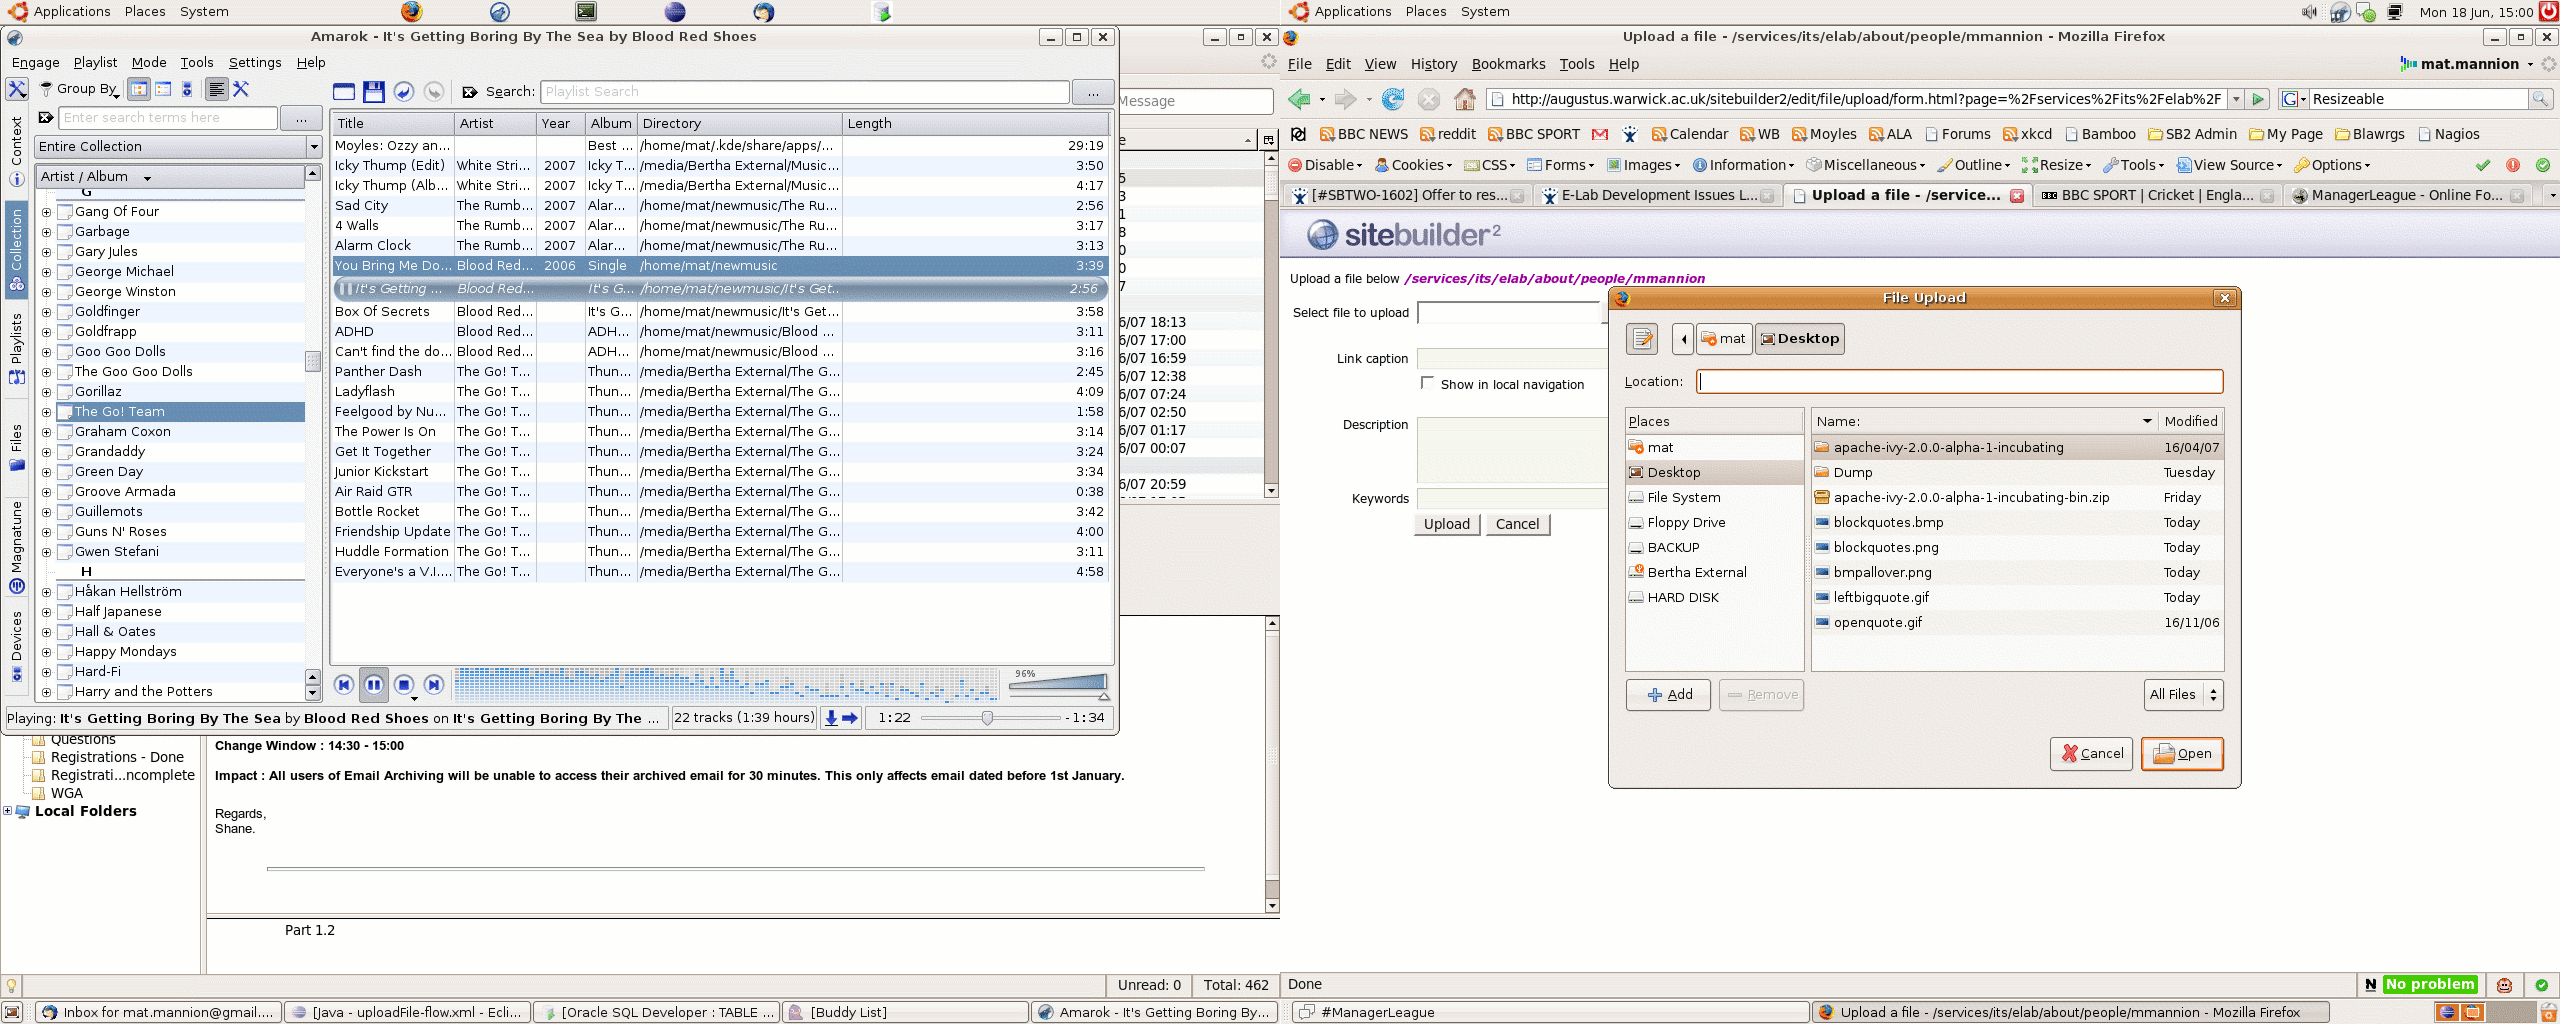 Applications Places System
Applications Places System Mon 18 Jun, 15:00
Amarok - It's Getting Boring By The Sea by Blood Red Shoes
Engage Playlist Mode Tools Settings Help
Group By
Search: Playlist Search ...
Enter search terms here ...
Entire Collection
Artist / Album
Context
Collection
Playlists
Files
Magnatune
Devices
G
Gang Of Four
Garbage
Gary Jules
George Michael
George Winston
Goldfinger
Goldfrapp
Goo Goo Dolls
The Goo Goo Dolls
Gorillaz
The Go! Team
Graham Coxon
Grandaddy
Green Day
Groove Armada
Guillemots
Guns N' Roses
Gwen Stefani
H
Håkan Hellström
Half Japanese
Hall & Oates
Happy Mondays
Hard-Fi
Harry and the Potters
Title Artist Year Album Directory Length
Moyles: Ozzy an... Best ... /home/mat/.kde/share/apps/... 29:19
Icky Thump (Edit) White Stri... 2007 Icky T... /media/Bertha External/Music... 3:50
Icky Thump (Alb... White Stri... 2007 Icky T... /media/Bertha External/Music... 4:17
Sad City The Rumb... 2007 Alar... /home/mat/newmusic/The Ru... 2:56
4 Walls The Rumb... 2007 Alar... /home/mat/newmusic/The Ru... 3:17
Alarm Clock The Rumb... 2007 Alar... /home/mat/newmusic/The Ru... 3:13
You Bring Me Do... Blood Red... 2006 Single /home/mat/newmusic 3:39
It's Getting ... Blood Red... It's G... /home/mat/newmusic/It's Get.. 2:56
Box Of Secrets Blood Red... It's G... /home/mat/newmusic/It's Get... 3:58
ADHD Blood Red... ADH... /home/mat/newmusic/Blood ... 3:11
Can't find the do... Blood Red... ADH... /home/mat/newmusic/Blood ... 3:16
Panther Dash The Go! T... Thun... /media/Bertha External/The G... 2:45
Ladyflash The Go! T... Thun... /media/Bertha External/The G... 4:09
Feelgood by Nu... The Go! T... Thun... /media/Bertha External/The G... 1:58
The Power Is On The Go! T... Thun... /media/Bertha External/The G... 3:14
Get It Together The Go! T... Thun... /media/Bertha External/The G... 3:24
Junior Kickstart The Go! T... Thun... /media/Bertha External/The G... 3:34
Air Raid GTR The Go! T... Thun... /media/Bertha External/The G... 0:38
Bottle Rocket The Go! T... Thun... /media/Bertha External/The G... 3:42
Friendship Update The Go! T... Thun... /media/Bertha External/The G... 4:00
Huddle Formation The Go! T... Thun... /media/Bertha External/The G... 3:11
Everyone's a V.I.... The Go! T... Thun... /media/Bertha External/The G... 4:58
96%
Playing: It's Getting Boring By The Sea by Blood Red Shoes on It's Getting Boring By The ... 22 tracks (1:39 hours) 1:22 -1:34
Message
6/07 18:13
6/07 17:00
6/07 16:59
6/07 12:38
6/07 07:24
6/07 02:50
6/07 01:17
6/07 00:07
6/07 20:59
Questions
Registrations - Done
Registrati...ncomplete
WGA
Local Folders
Change Window : 14:30 - 15:00
Impact : All users of Email Archiving will be unable to access their archived email for 30 minutes. This only affects email dated before 1st January.
Regards,
Shane.
Part 1.2
Unread: 0 Total: 462
Upload a file - /services/its/elab/about/people/mmannion - Mozilla Firefox
File Edit View History Bookmarks Tools Help mat.mannion
http://augustus.warwick.ac.uk/sitebuilder2/edit/file/upload/form.html?page=%2Fservices%2Fits%2Felab%2F Resizeable
BBC NEWS reddit BBC SPORT Calendar WB Moyles ALA Forums xkcd Bamboo SB2 Admin My Page Blawrgs Nagios
Disable Cookies CSS Forms Images Information Miscellaneous Outline Resize Tools View Source Options
[#SBTWO-1602] Offer to res... E-Lab Development Issues L... Upload a file - /service... BBC SPORT | Cricket | Engla... ManagerLeague - Online Fo...
sitebuilder2
Upload a file below /services/its/elab/about/people/mmannion
Select file to upload
Link caption
Show in local navigation
Description
Keywords
Upload Cancel
File Upload
mat Desktop
Location:
Places
mat
Desktop
File System
Floppy Drive
BACKUP
Bertha External
HARD DISK
Name: Modified
apache-ivy-2.0.0-alpha-1-incubating 16/04/07
Dump Tuesday
apache-ivy-2.0.0-alpha-1-incubating-bin.zip Friday
blockquotes.bmp Today
blockquotes.png Today
bmpallover.png Today
leftbigquote.gif Today
openquote.gif 16/11/06
Add Remove All Files
Cancel Open
Done No problem
Inbox for mat.mannion@gmail.... [Java - uploadFile-flow.xml - Ecli... [Oracle SQL Developer : TABLE ... [Buddy List] Amarok - It's Getting Boring By... #ManagerLeague Upload a file - /services/its/elab/about/people/mmannion - Mozilla Firefox